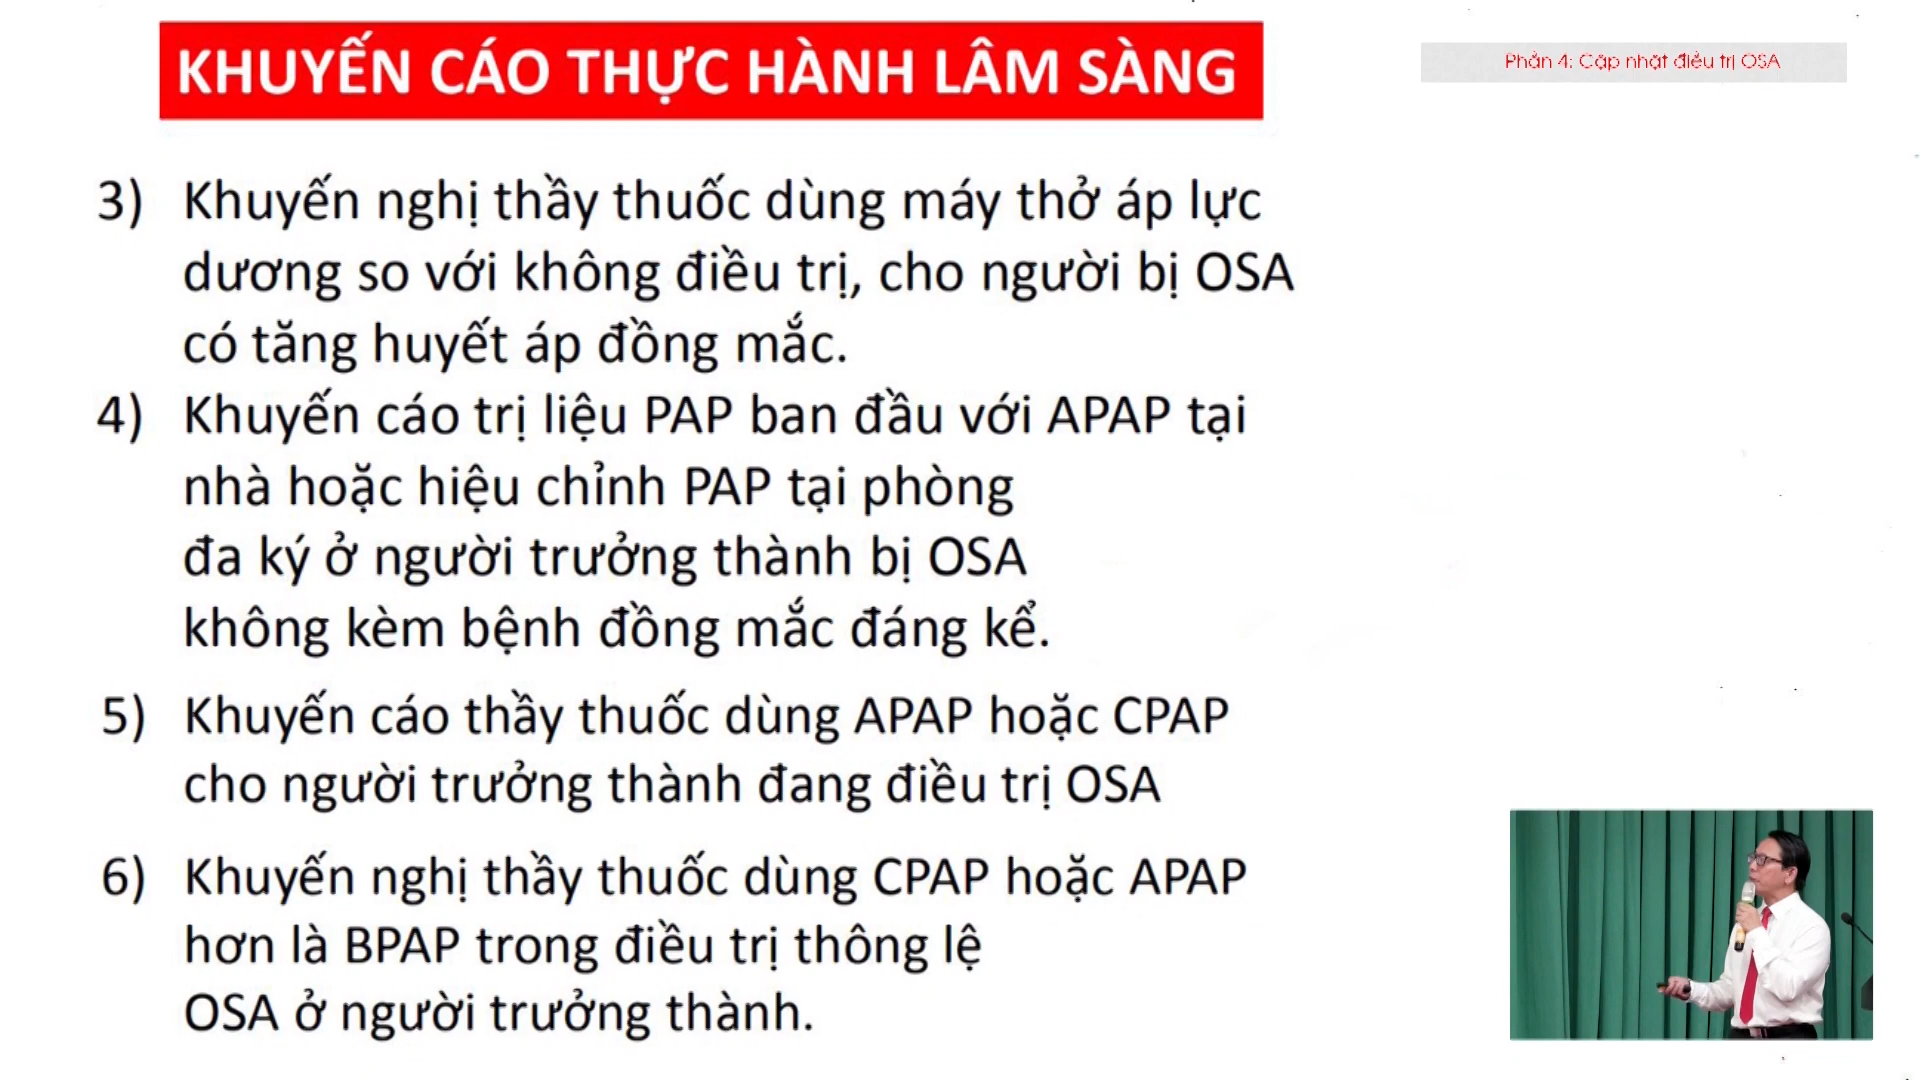 KHUYẾN CÁO THỰC HÀNH LÂM SÀNG
Phần 4: Cập nhật điều trị OSA
3) Khuyến nghị thầy thuốc dùng máy thở áp lực
dương so với không điều trị, cho người bị OSA
có tăng huyết áp đồng mắc.
4) Khuyến cáo trị liệu PAP ban đầu với APAP tại
nhà hoặc hiệu chỉnh PAP tại phòng
đa ký ở người trưởng thành bị OSA
không kèm bệnh đồng mắc đáng kể.
5) Khuyến cáo thầy thuốc dùng APAP hoặc CPAP
cho người trưởng thành đang điều trị OSA
6) Khuyến nghị thầy thuốc dùng CPAP hoặc APAP
hơn là BPAP trong điều trị thông lệ
OSA ở người trưởng thành.